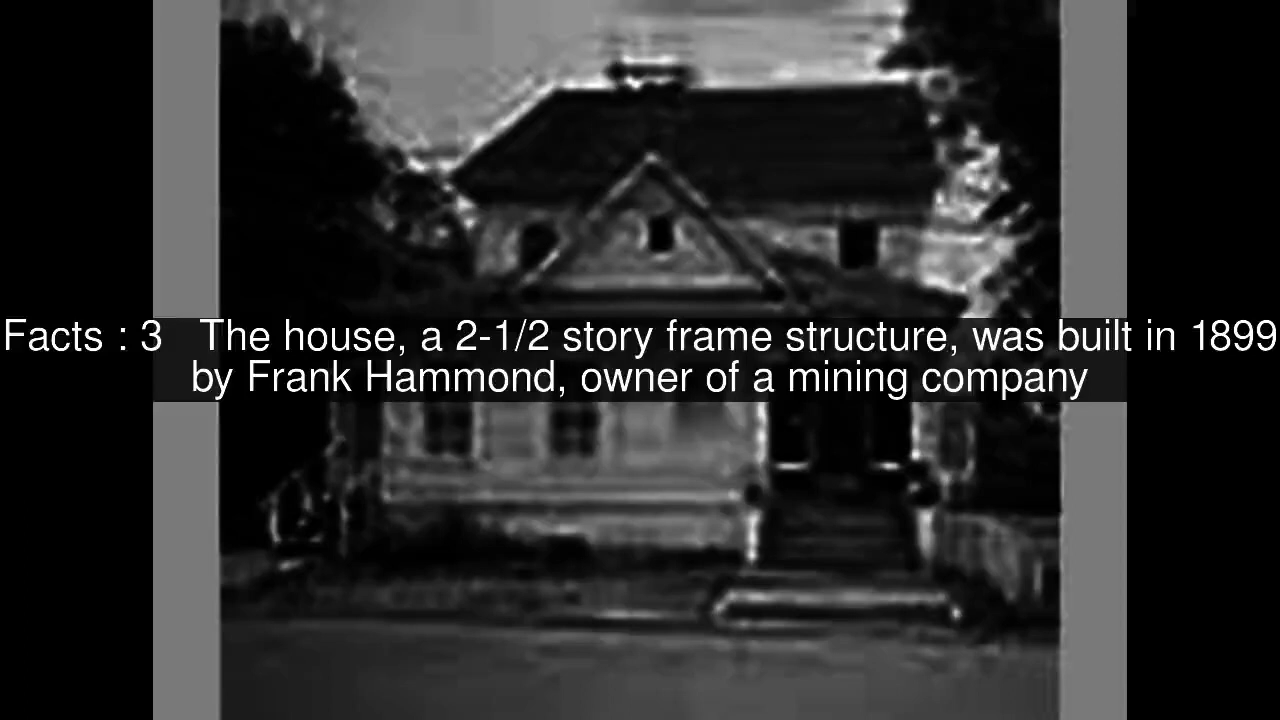 Facts : 3 The house, a 2-1/2 story frame structure, was built in 1899
by Frank Hammond, owner of a mining company